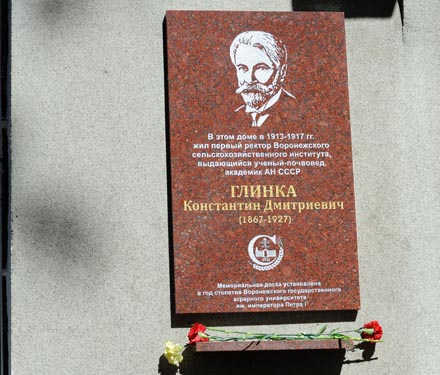 В этом доме в 1913-1917 гг.
жил первый ректор Воронежского
сельскохозяйственного института,
выдающийся ученый-почвовед,
академик АН СССР
ГЛИНКА
Константин Дмитриевич
(1867-1927)
Мемориальная доска установлена
в год столетия Воронежского государственного
аграрного университета
им. императора Петра I